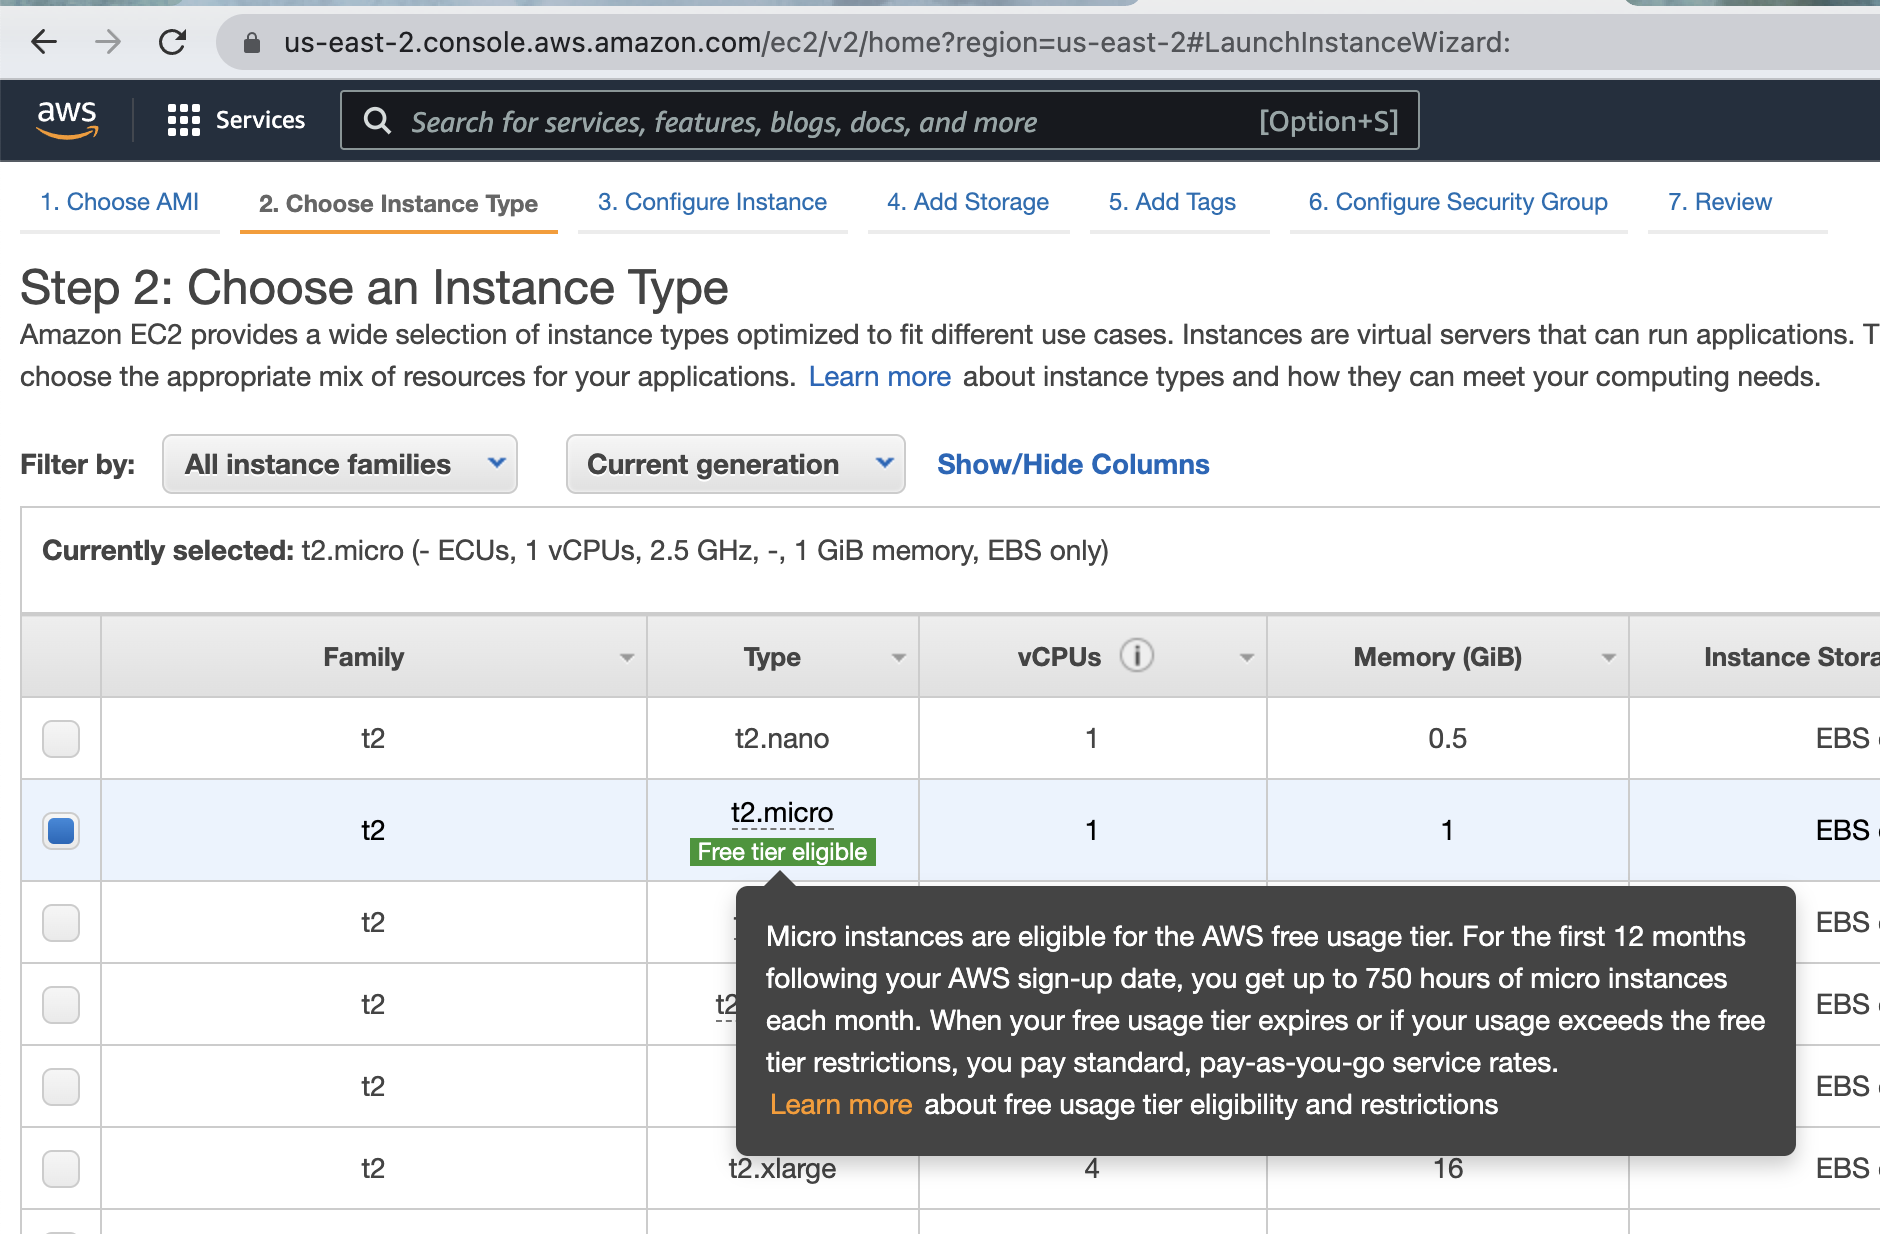 us-east-2.console.aws.amazon.com/ec2/v2/home?region=us-east-2#LaunchInstanceWizard:
aws Services Search for services, features, blogs, docs, and more [Option+S]
1. Choose AMI 2. Choose Instance Type 3. Configure Instance 4. Add Storage 5. Add Tags 6. Configure Security Group 7. Review
Step 2: Choose an Instance Type
Amazon EC2 provides a wide selection of instance types optimized to fit different use cases. Instances are virtual servers that can run applications. T
choose the appropriate mix of resources for your applications. Learn more about instance types and how they can meet your computing needs.
Filter by: All instance families Current generation Show/Hide Columns
Currently selected: t2.micro (- ECUs, 1 vCPUs, 2.5 GHz, -, 1 GiB memory, EBS only)
Family Type vCPUs i Memory (GiB) Instance Stora
t2 t2.nano 1 0.5 EBS
t2 t2.micro 1 1 EBS
Free tier eligible
t2 EBS
t2 t2 EBS
t2 EBS
t2 t2.xlarge 4 16 EBS
Micro instances are eligible for the AWS free usage tier. For the first 12 months
following your AWS sign-up date, you get up to 750 hours of micro instances
each month. When your free usage tier expires or if your usage exceeds the free
tier restrictions, you pay standard, pay-as-you-go service rates.
Learn more about free usage tier eligibility and restrictions